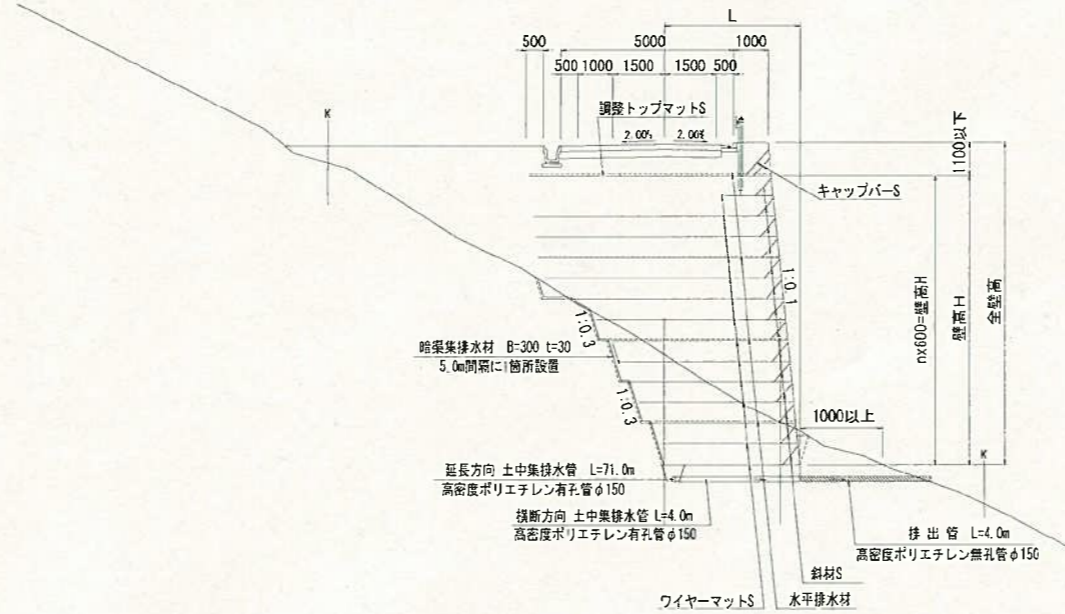 L
500
5000
1000
500
1000
1500
1500
500
調整トップマットS
K
2.00%
2.00%
1100以下
キャップバーS
1:0.1
n×600=壁高H
壁高H
全壁高
1:0.3
暗渠集排水材 B=300 t=30
5.0m間隔に1箇所設置
1:0.3
1000以上
K
延長方向 土中集排水管 L=71.0m
高密度ポリエチレン有孔管φ150
横断方向 土中集排水管 L=4.0m
高密度ポリエチレン有孔管φ150
排出管 L=4.0m
高密度ポリエチレン無孔管φ150
斜材S
ワイヤーマットS
水平排水材